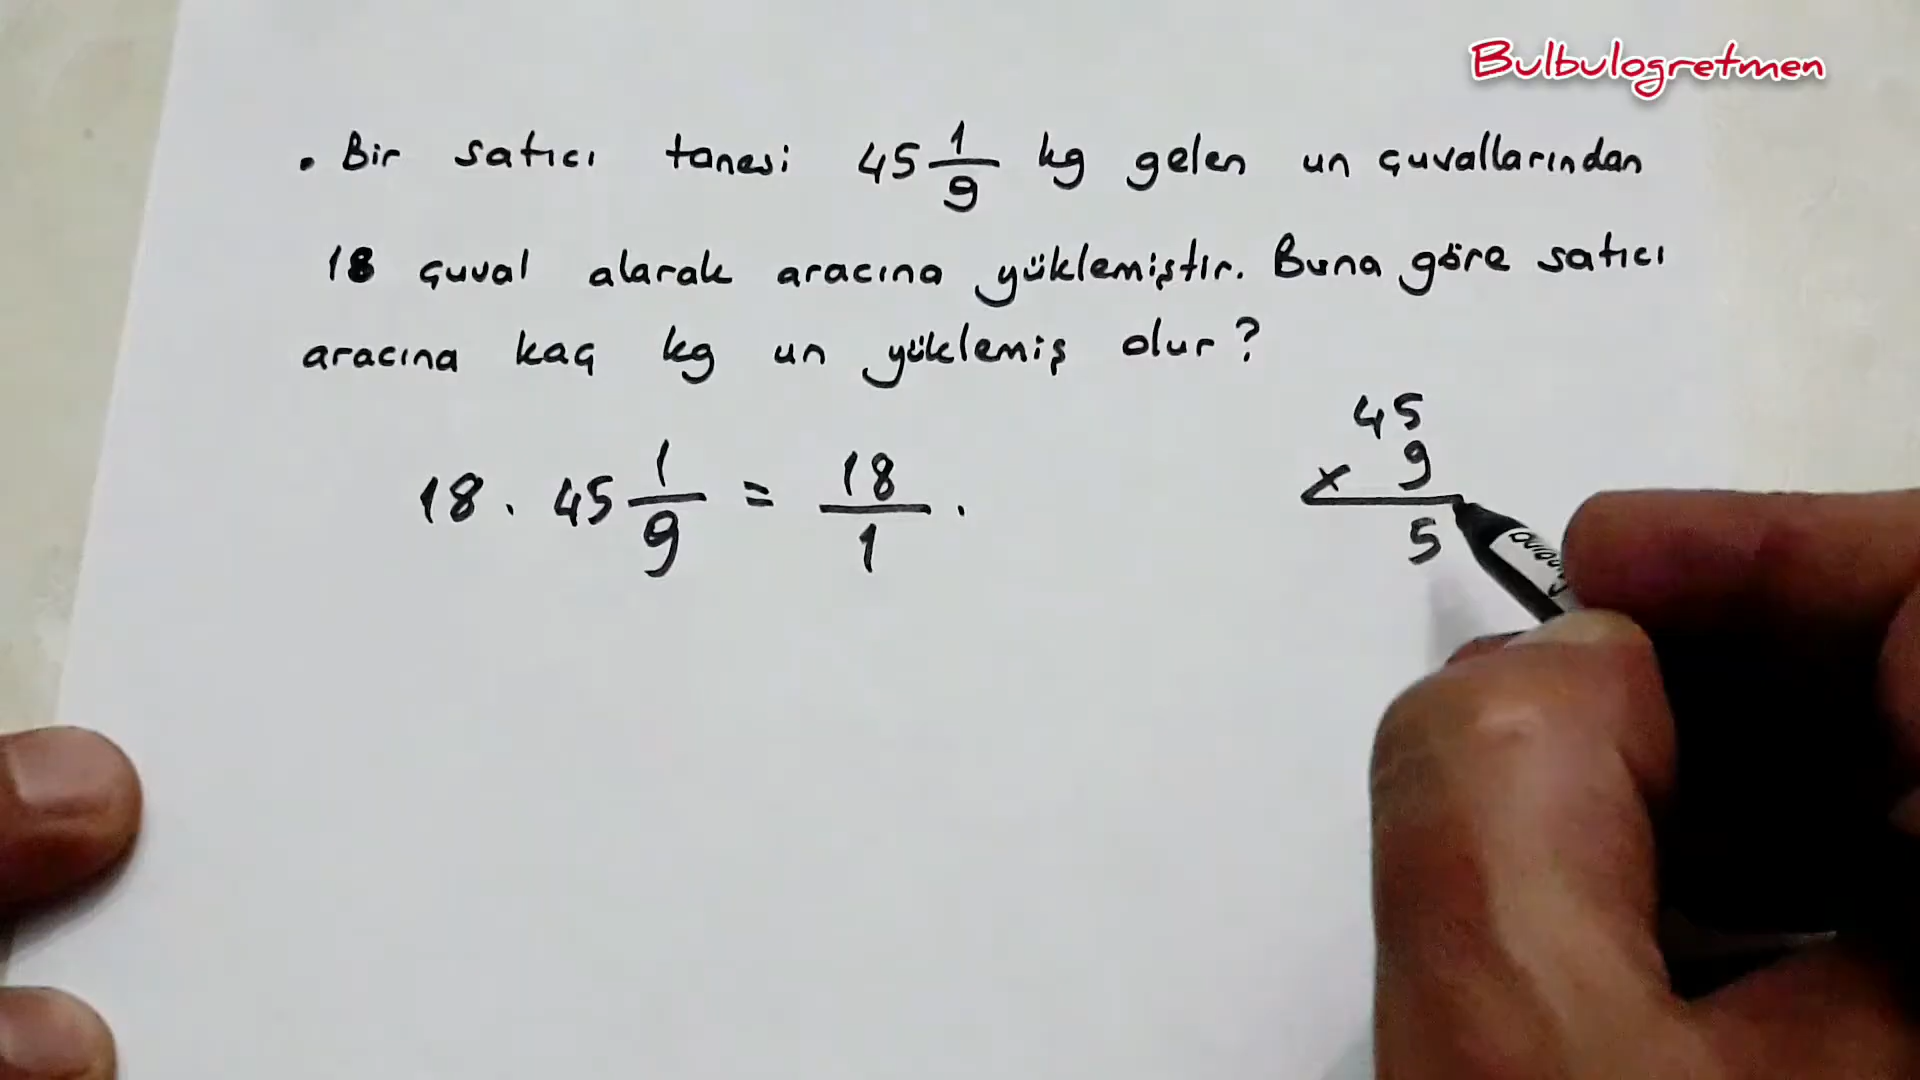 Bulbulogretmen
. Bir satıcı tanesi 45 1/9 kg gelen un çuvallarından
18 çuval alarak aracına yüklemiştir. Buna göre satıcı
aracına kaç kg un yüklemiş olur?
18 . 45 1/9 = 18/1 .
45
x 9
5